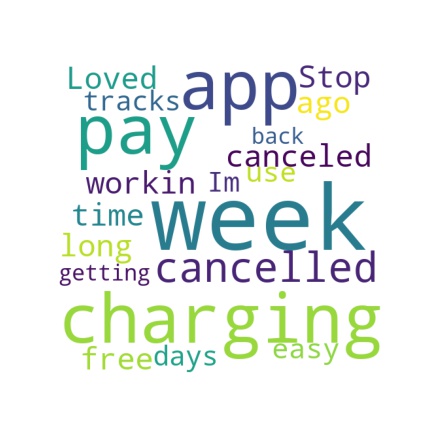 Loved app Stop
tracks ago
pay back
canceled
workin Im use
time week
long
getting cancelled
charging
free days easy